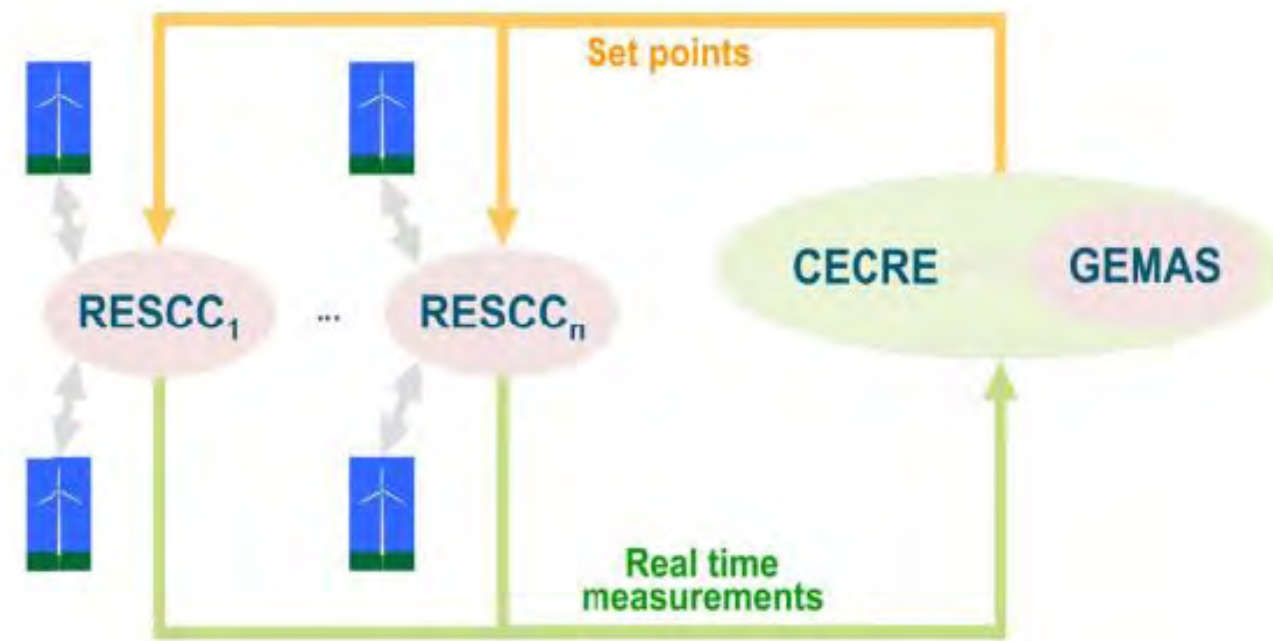 Set points
CECRE
GEMAS
RESCC₁
...
RESCCₙ
Real time
measurements